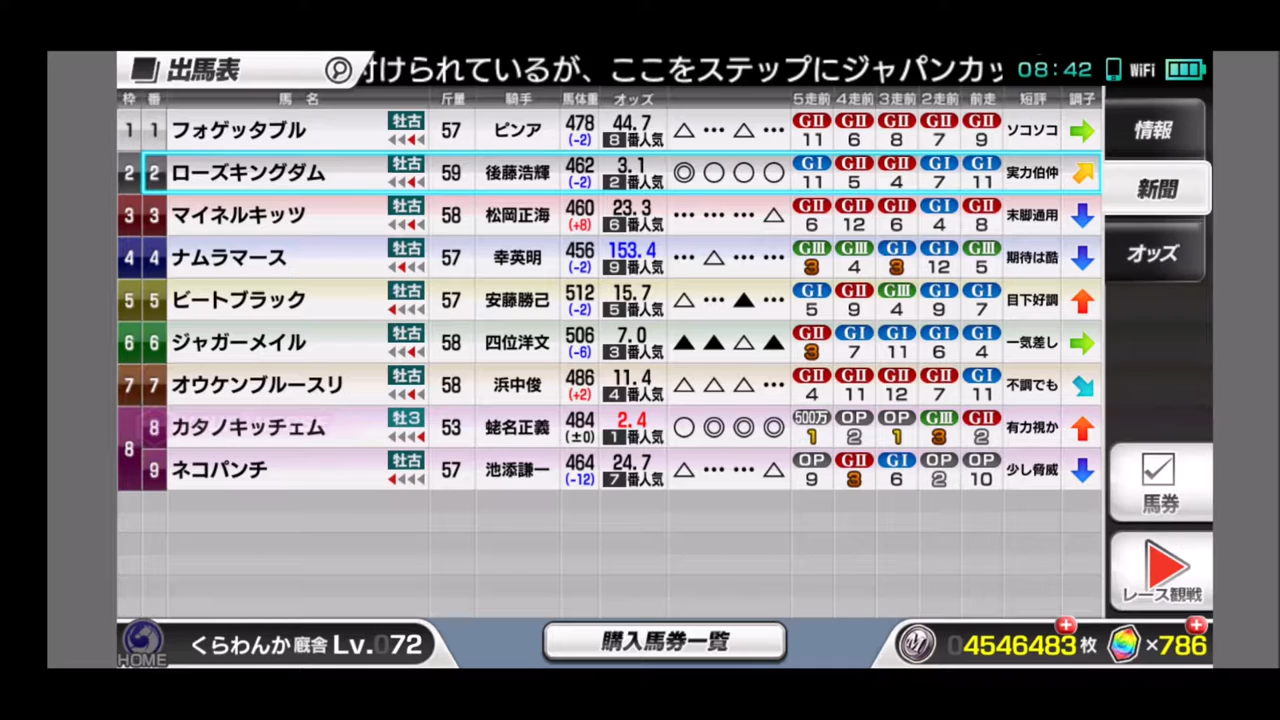 出馬表 付けられているが、ここをステップにジャパンカッ 08:42 WiFi
枠 番 馬 名 斤量 騎手 馬体重 オッズ 5走前 4走前 3走前 2走前 前走 短評 調子
1 1 フォゲッタブル 牡古 57 ピンア 478 (-2) 44.7 8番人気 △ … △ … GII 11 GII 6 GII 8 GII 7 GII 9 ソコソコ
2 2 ローズキングダム 牡古 59 後藤浩輝 462 (-2) 3.1 2番人気 ◎ ○ ○ ○ GI 11 GII 5 GII 4 GI 7 GI 11 実力伯仲
3 3 マイネルキッツ 牡古 58 松岡正海 460 (+8) 23.3 6番人気 … … … △ GII 6 GII 12 GII 6 GI 4 GII 8 末脚通用
4 4 ナムラマース 牡古 57 幸英明 456 (-2) 153.4 9番人気 … △ … … GIII 3 GIII 4 GI 3 GI 12 GIII 5 期待は酷
5 5 ビートブラック 牡古 57 安藤勝己 512 (-2) 15.7 5番人気 △ … ▲ … GI 5 GII 9 GIII 4 GI 9 GI 7 目下好調
6 6 ジャガーメイル 牡古 58 四位洋文 506 (-6) 7.0 3番人気 ▲ ▲ △ ▲ GII 3 GI 7 GI 11 GI 6 GI 4 一気差し
7 7 オウケンブルースリ 牡古 58 浜中俊 486 (+2) 11.4 4番人気 △ △ △ … GII 4 GII 11 GII 12 GII 7 GI 11 不調でも
8 8 カタノキッチェム 牡3 53 蛯名正義 484 (±0) 2.4 1番人気 ○ ◎ ◎ ◎ 500万 1 OP 2 OP 1 GIII 3 GII 2 有力視か
9 ネコパンチ 牡古 57 池添謙一 464 (-12) 24.7 7番人気 △ … … △ OP 9 GII 3 GI 6 OP 2 OP 10 少し脅威
情報
新聞
オッズ
馬券
レース観戦
HOME くらわんか厩舎 Lv.072 購入馬券一覧 04546483枚 ×786